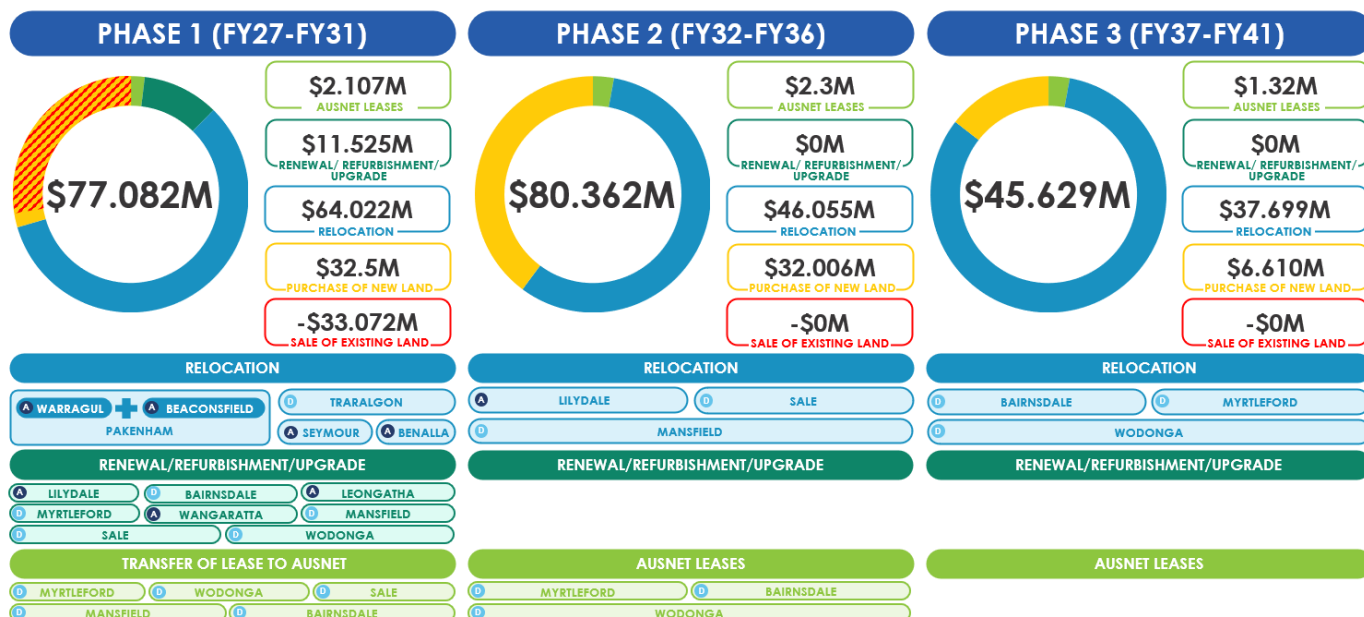 PHASE 1 (FY27-FY31)
$77.082M
$2.107M
AUSNET LEASES
$11.525M
RENEWAL/ REFURBISHMENT/
UPGRADE
$64.022M
RELOCATION
$32.5M
PURCHASE OF NEW LAND
-$33.072M
SALE OF EXISTING LAND
RELOCATION
A WARRAGUL + A BEACONSFIELD
PAKENHAM
D TRARALGON
A SEYMOUR A BENALLA
RENEWAL/REFURBISHMENT/UPGRADE
A LILYDALE D BAIRNSDALE A LEONGATHA
D MYRTLEFORD A WANGARATTA D MANSFIELD
D SALE D WODONGA
TRANSFER OF LEASE TO AUSNET
D MYRTLEFORD D WODONGA D SALE
D MANSFIELD D BAIRNSDALE
PHASE 2 (FY32-FY36)
$80.362M
$2.3M
AUSNET LEASES
$0M
RENEWAL/ REFURBISHMENT/
UPGRADE
$46.055M
RELOCATION
$32.006M
PURCHASE OF NEW LAND
-$0M
SALE OF EXISTING LAND
RELOCATION
A LILYDALE D SALE
D MANSFIELD
RENEWAL/REFURBISHMENT/UPGRADE
AUSNET LEASES
D MYRTLEFORD D BAIRNSDALE
D WODONGA
PHASE 3 (FY37-FY41)
$45.629M
$1.32M
AUSNET LEASES
$0M
RENEWAL/ REFURBISHMENT/
UPGRADE
$37.699M
RELOCATION
$6.610M
PURCHASE OF NEW LAND
-$0M
SALE OF EXISTING LAND
RELOCATION
D BAIRNSDALE D MYRTLEFORD
D WODONGA
RENEWAL/REFURBISHMENT/UPGRADE
AUSNET LEASES